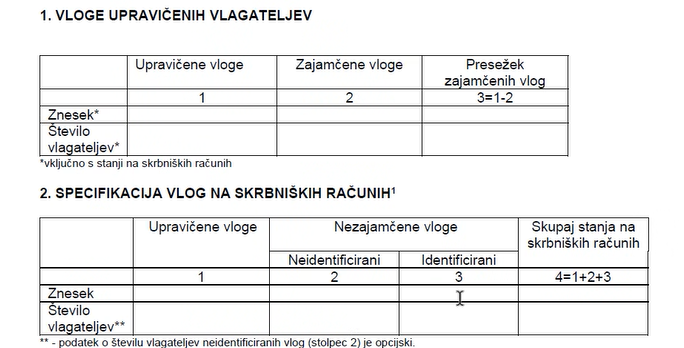 1. VLOGE UPRAVIČENIH VLAGATELJEV
Upravičene vloge Zajamčene vloge Presežek
zajamčenih vlog
1 2 3=1-2
Znesek*
Število
vlagateljev*
*vključno s stanji na skrbniških računih
2. SPECIFIKACIJA VLOG NA SKRBNIŠKIH RAČUNIH¹
Upravičene vloge Nezajamčene vloge Skupaj stanja na
skrbniških računih
Neidentificirani Identificirani
1 2 3 4=1+2+3
Znesek
Število
vlagateljev**
** - podatek o številu vlagateljev neidentificiranih vlog (stolpec 2) je opcijski.